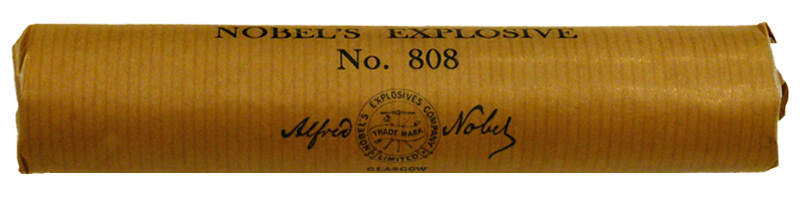 NOBEL'S EXPLOSIVE
No. 808
Alfred Nobel
NOBEL'S EXPLOSIVES COMPANY
TRADE MARK
LIMITED
GLASGOW